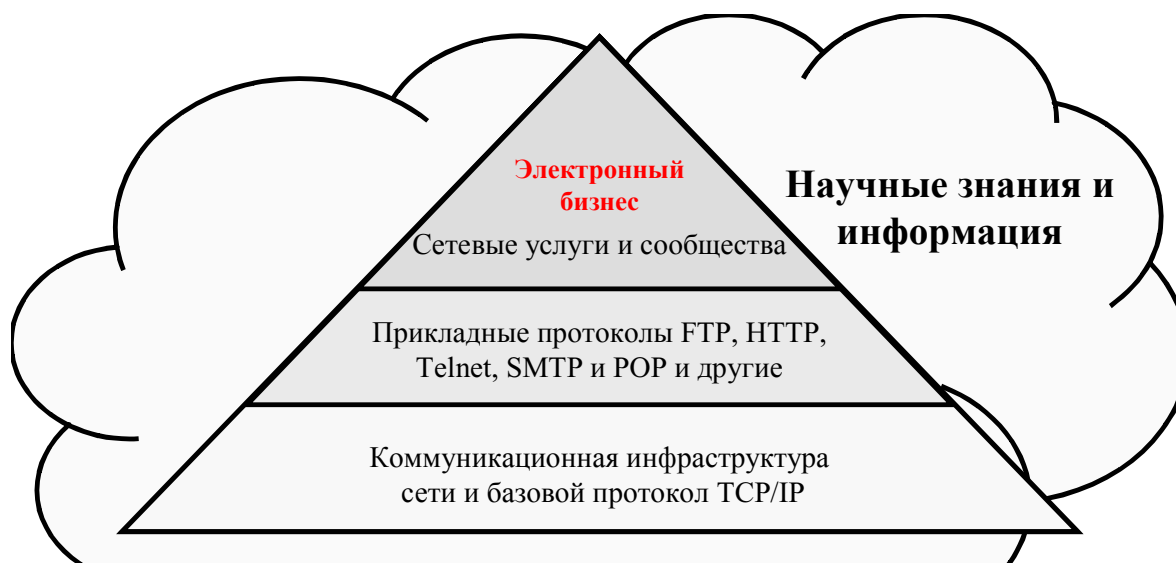 Электронный
бизнес
Научные знания и
информация
Сетевые услуги и сообщества
Прикладные протоколы FTP, HTTP,
Telnet, SMTP и POP и другие
Коммуникационная инфраструктура
сети и базовой протокол TCP/IP